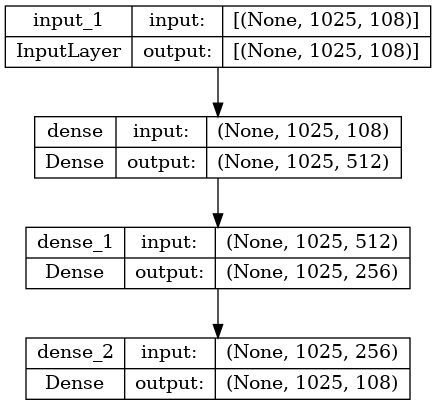 input_1 input: [(None, 1025, 108)]
InputLayer output: [(None, 1025, 108)]
dense input: (None, 1025, 108)
Dense output: (None, 1025, 512)
dense_1 input: (None, 1025, 512)
Dense output: (None, 1025, 256)
dense_2 input: (None, 1025, 256)
Dense output: (None, 1025, 108)